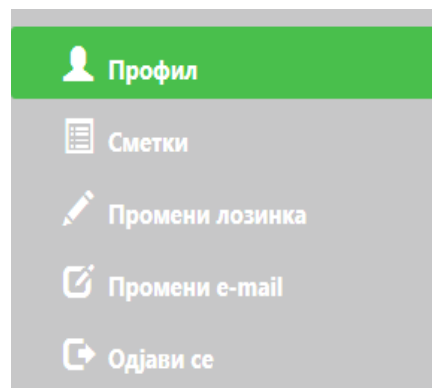 Профил
Сметки
Промени лозинка
Промени e-mail
Одјави се